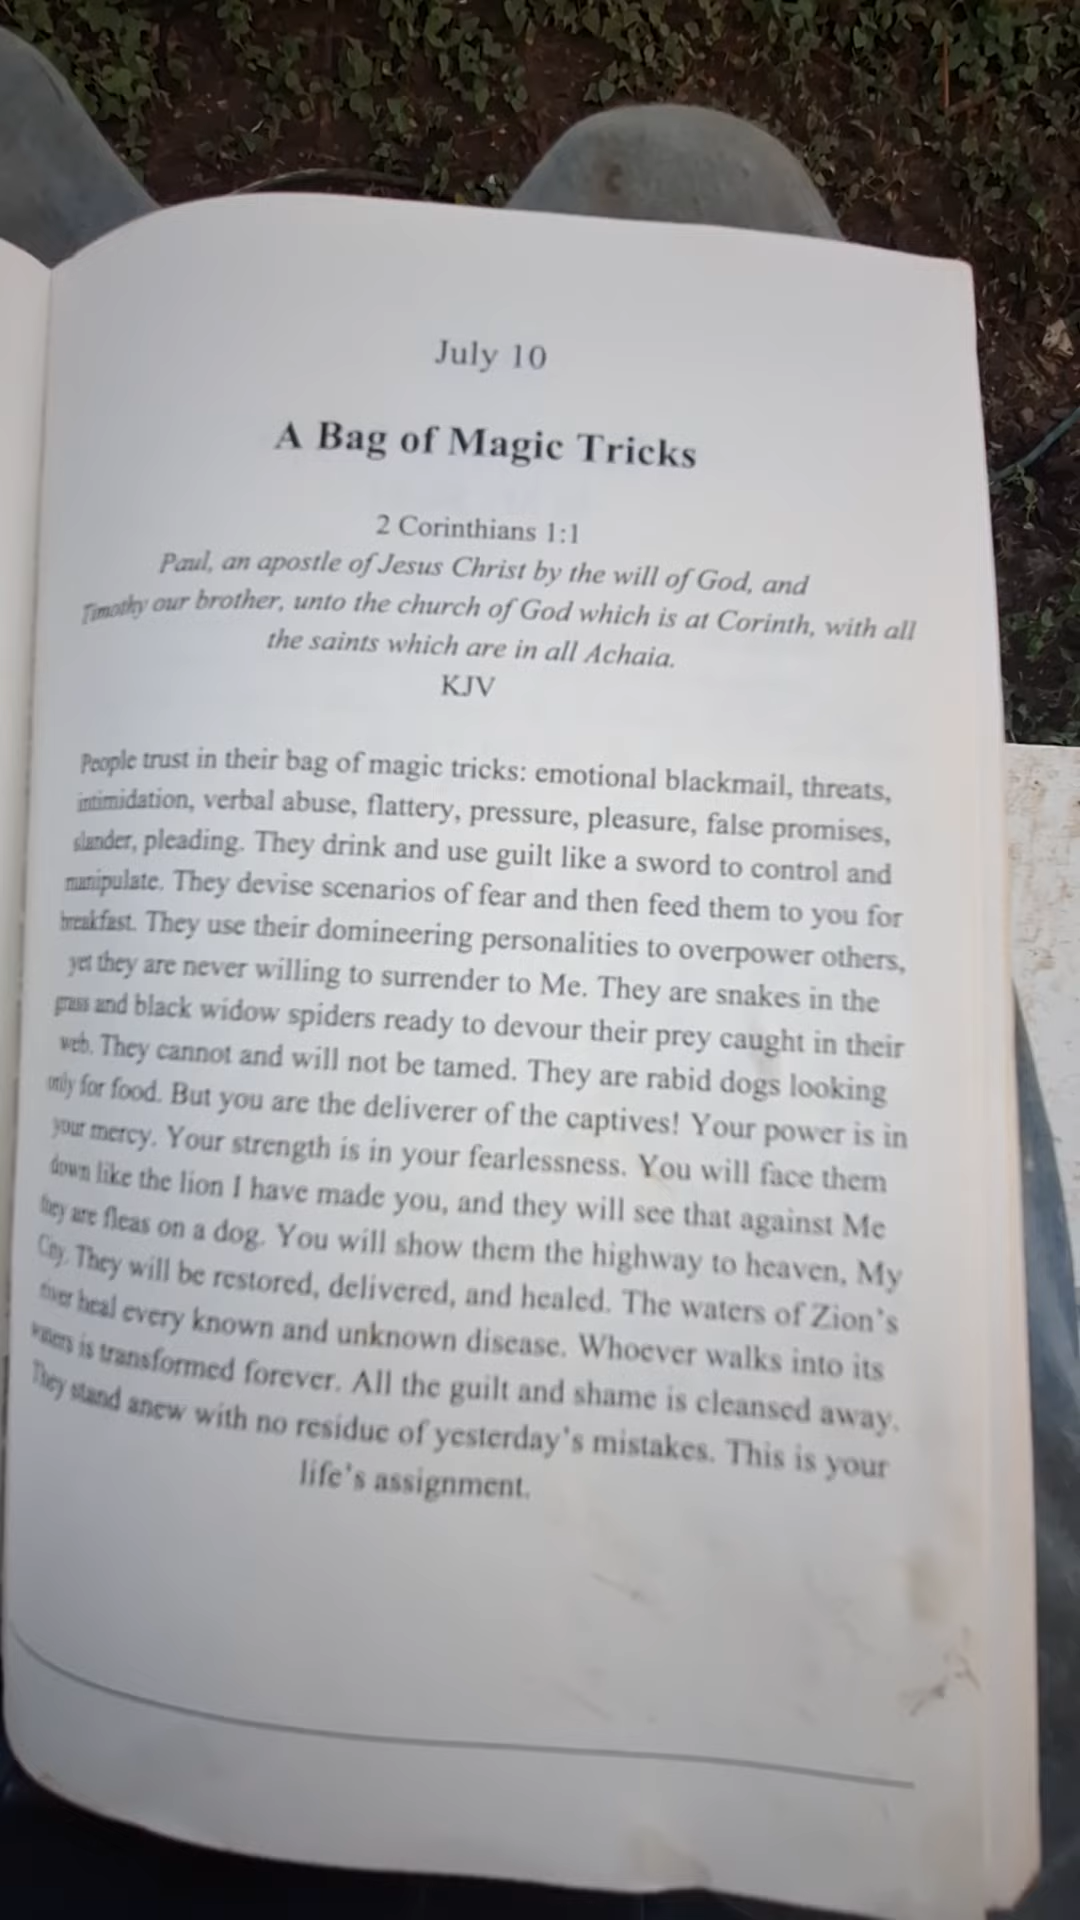 July 10
A Bag of Magic Tricks
2 Corinthians 1:1
Paul, an apostle of Jesus Christ by the will of God, and
Timothy our brother, unto the church of God which is at Corinth, with all
the saints which are in all Achaia.
KJV
People trust in their bag of magic tricks: emotional blackmail, threats,
intimidation, verbal abuse, flattery, pressure, pleasure, false promises,
slander, pleading. They drink and use guilt like a sword to control and
manipulate. They devise scenarios of fear and then feed them to you for
breakfast. They use their domineering personalities to overpower others,
yet they are never willing to surrender to Me. They are snakes in the
grass and black widow spiders ready to devour their prey caught in their
web. They cannot and will not be tamed. They are rabid dogs looking
only for food. But you are the deliverer of the captives! Your power is in
your mercy. Your strength is in your fearlessness. You will face them
down like the lion I have made you, and they will see that against Me
they are fleas on a dog. You will show them the highway to heaven, My
City. They will be restored, delivered, and healed. The waters of Zion's
river heal every known and unknown disease. Whoever walks into its
waters is transformed forever. All the guilt and shame is cleansed away.
They stand anew with no residue of yesterday's mistakes. This is your
life's assignment.